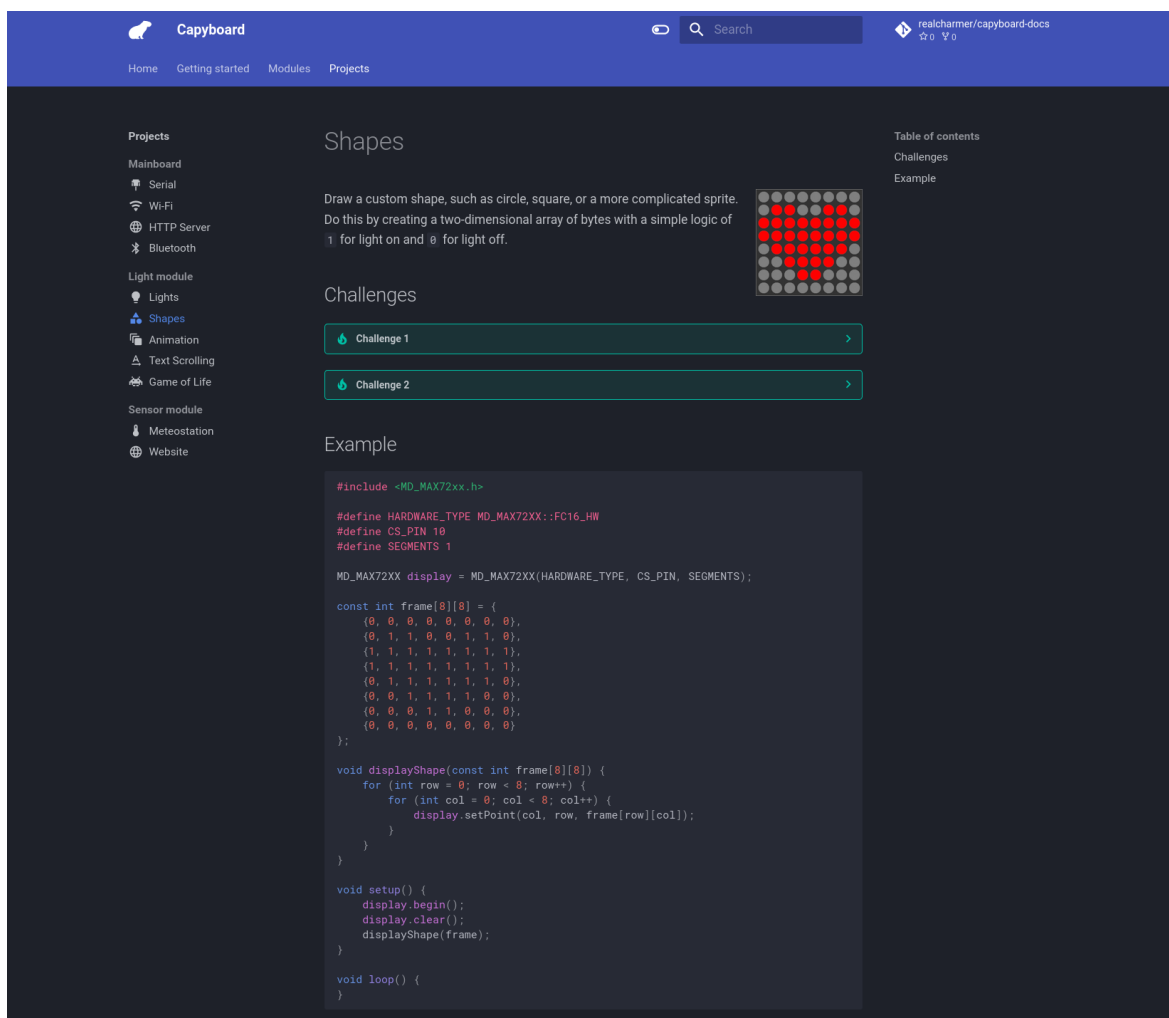 Capyboard
Search
realcharmer/capyboard-docs
0 0
Home Getting started Modules Projects
Projects
Mainboard
Serial
Wi-Fi
HTTP Server
Bluetooth
Light module
Lights
Shapes
Animation
Text Scrolling
Game of Life
Sensor module
Meteostation
Website
Shapes
Draw a custom shape, such as circle, square, or a more complicated sprite.
Do this by creating a two-dimensional array of bytes with a simple logic of
1 for light on and 0 for light off.
Challenges
Challenge 1
Challenge 2
Example
#include <MD_MAX72xx.h>
#define HARDWARE_TYPE MD_MAX72XX::FC16_HW
#define CS_PIN 10
#define SEGMENTS 1
MD_MAX72XX display = MD_MAX72XX(HARDWARE_TYPE, CS_PIN, SEGMENTS);
const int frame[8][8] = {
{0, 0, 0, 0, 0, 0, 0, 0},
{0, 1, 1, 0, 0, 1, 1, 0},
{1, 1, 1, 1, 1, 1, 1, 1},
{1, 1, 1, 1, 1, 1, 1, 1},
{0, 1, 1, 1, 1, 1, 1, 0},
{0, 0, 1, 1, 1, 1, 0, 0},
{0, 0, 0, 1, 1, 0, 0, 0},
{0, 0, 0, 0, 0, 0, 0, 0}
};
void displayShape(const int frame[8][8]) {
for (int row = 0; row < 8; row++) {
for (int col = 0; col < 8; col++) {
display.setPoint(col, row, frame[row][col]);
}
}
}
void setup() {
display.begin();
display.clear();
displayShape(frame);
}
void loop() {
}
Table of contents
Challenges
Example